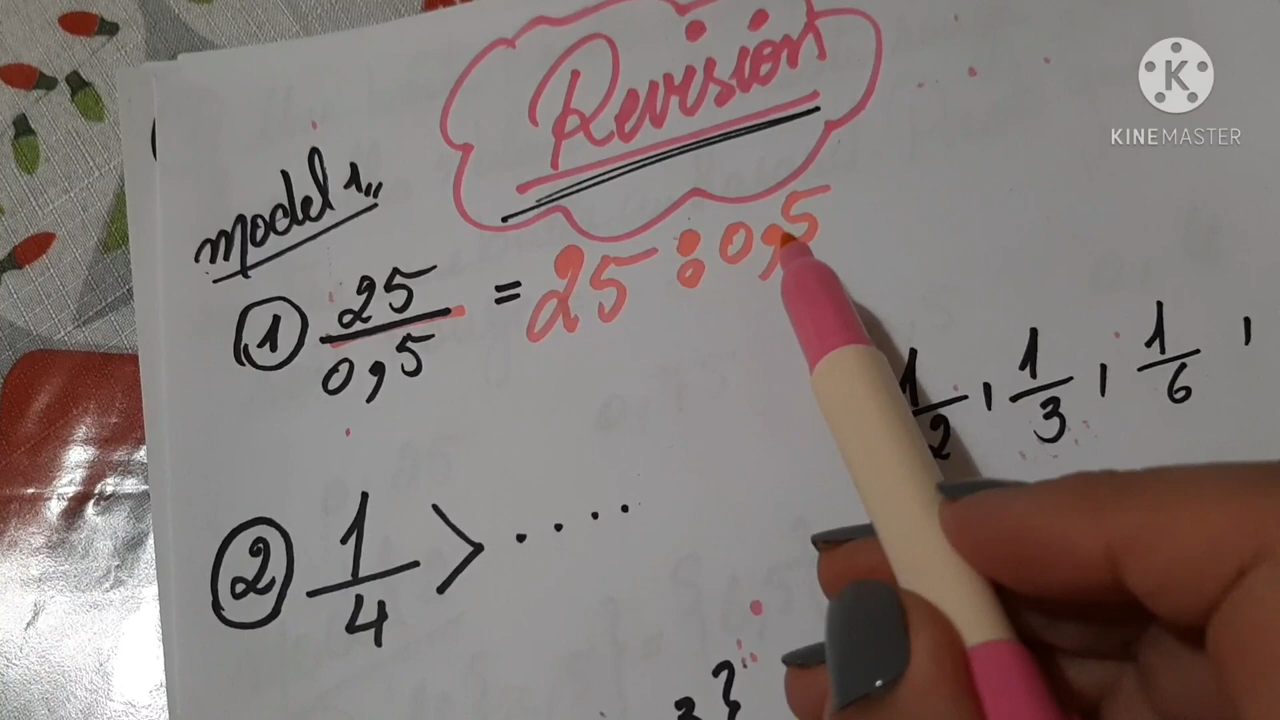 Revision
model 1,,
① 25/0,5 = 25 : 0,5
1/2 , 1/3 , 1/6 ,
② 1/4 > ....
KINEMASTER